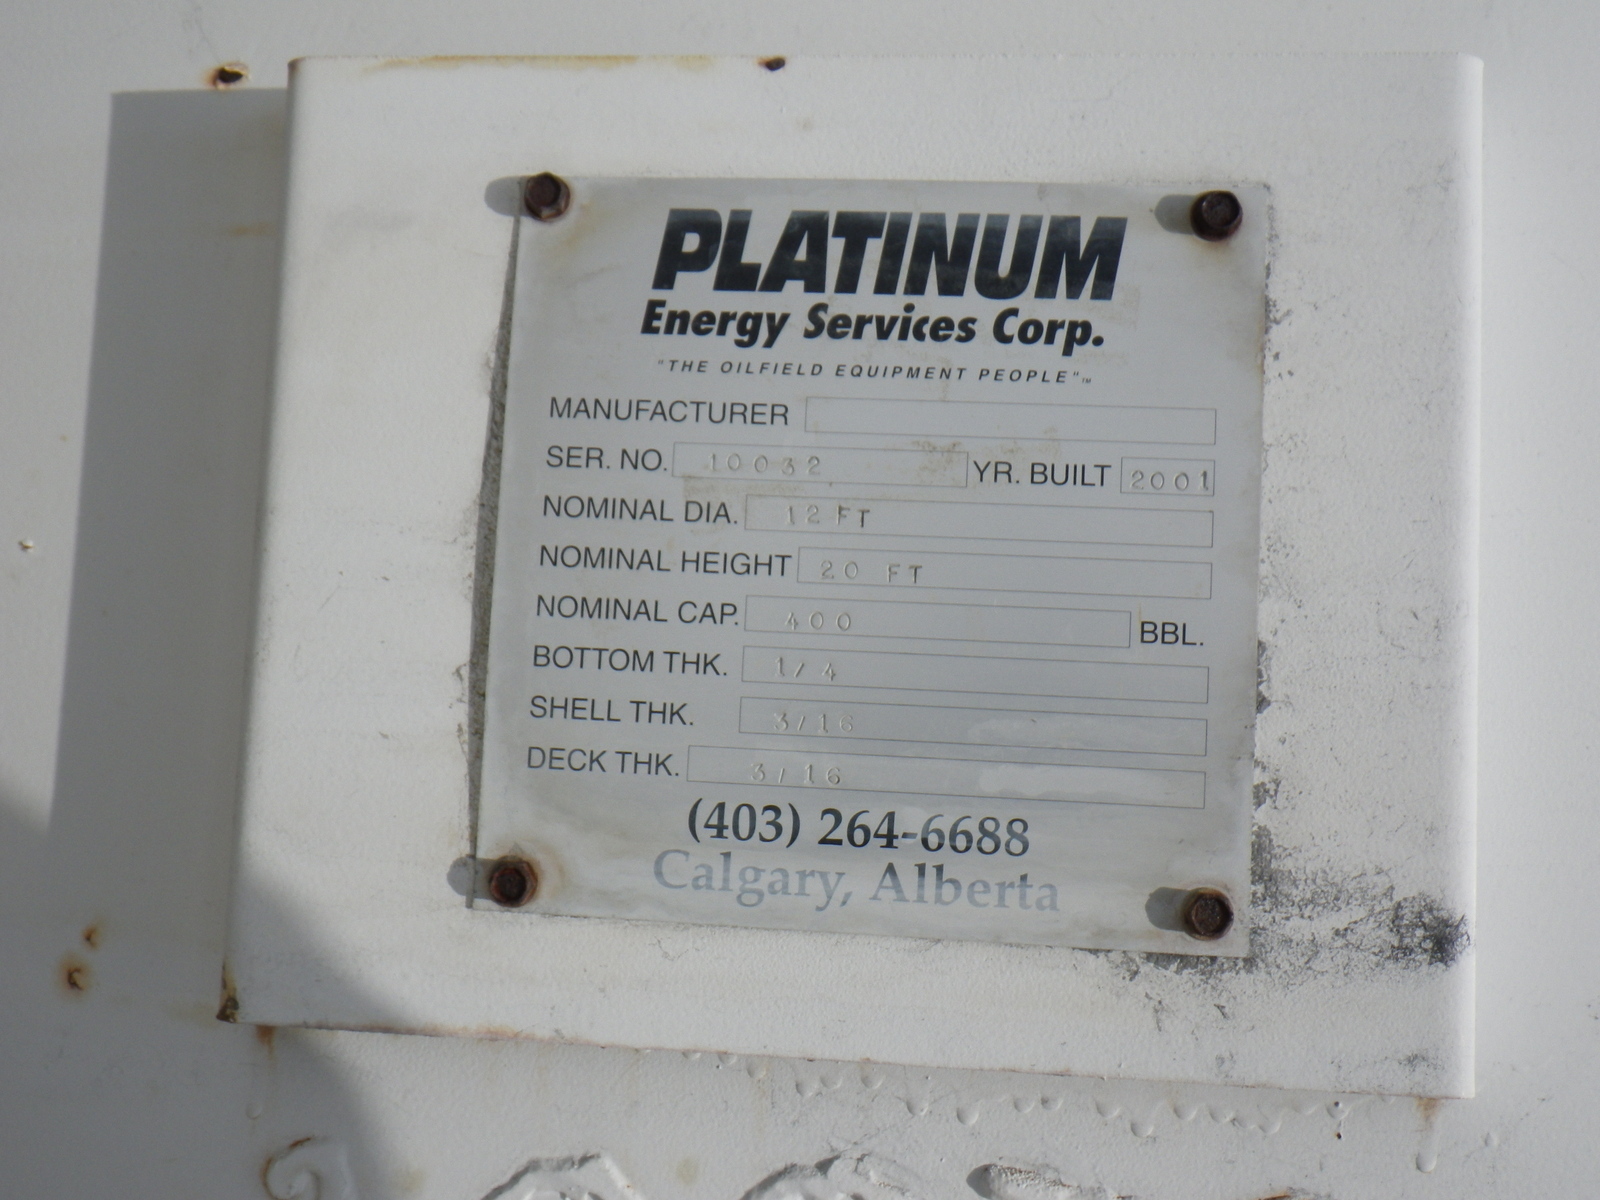 PLATINUM
Energy Services Corp.
"THE OILFIELD EQUIPMENT PEOPLE"™
MANUFACTURER
SER. NO. 10032 YR. BUILT 2001
NOMINAL DIA. 12 FT
NOMINAL HEIGHT 20 FT
NOMINAL CAP. 400 BBL.
BOTTOM THK. 1/4
SHELL THK. 3/16
DECK THK. 3/16
(403) 264-6688
Calgary, Alberta